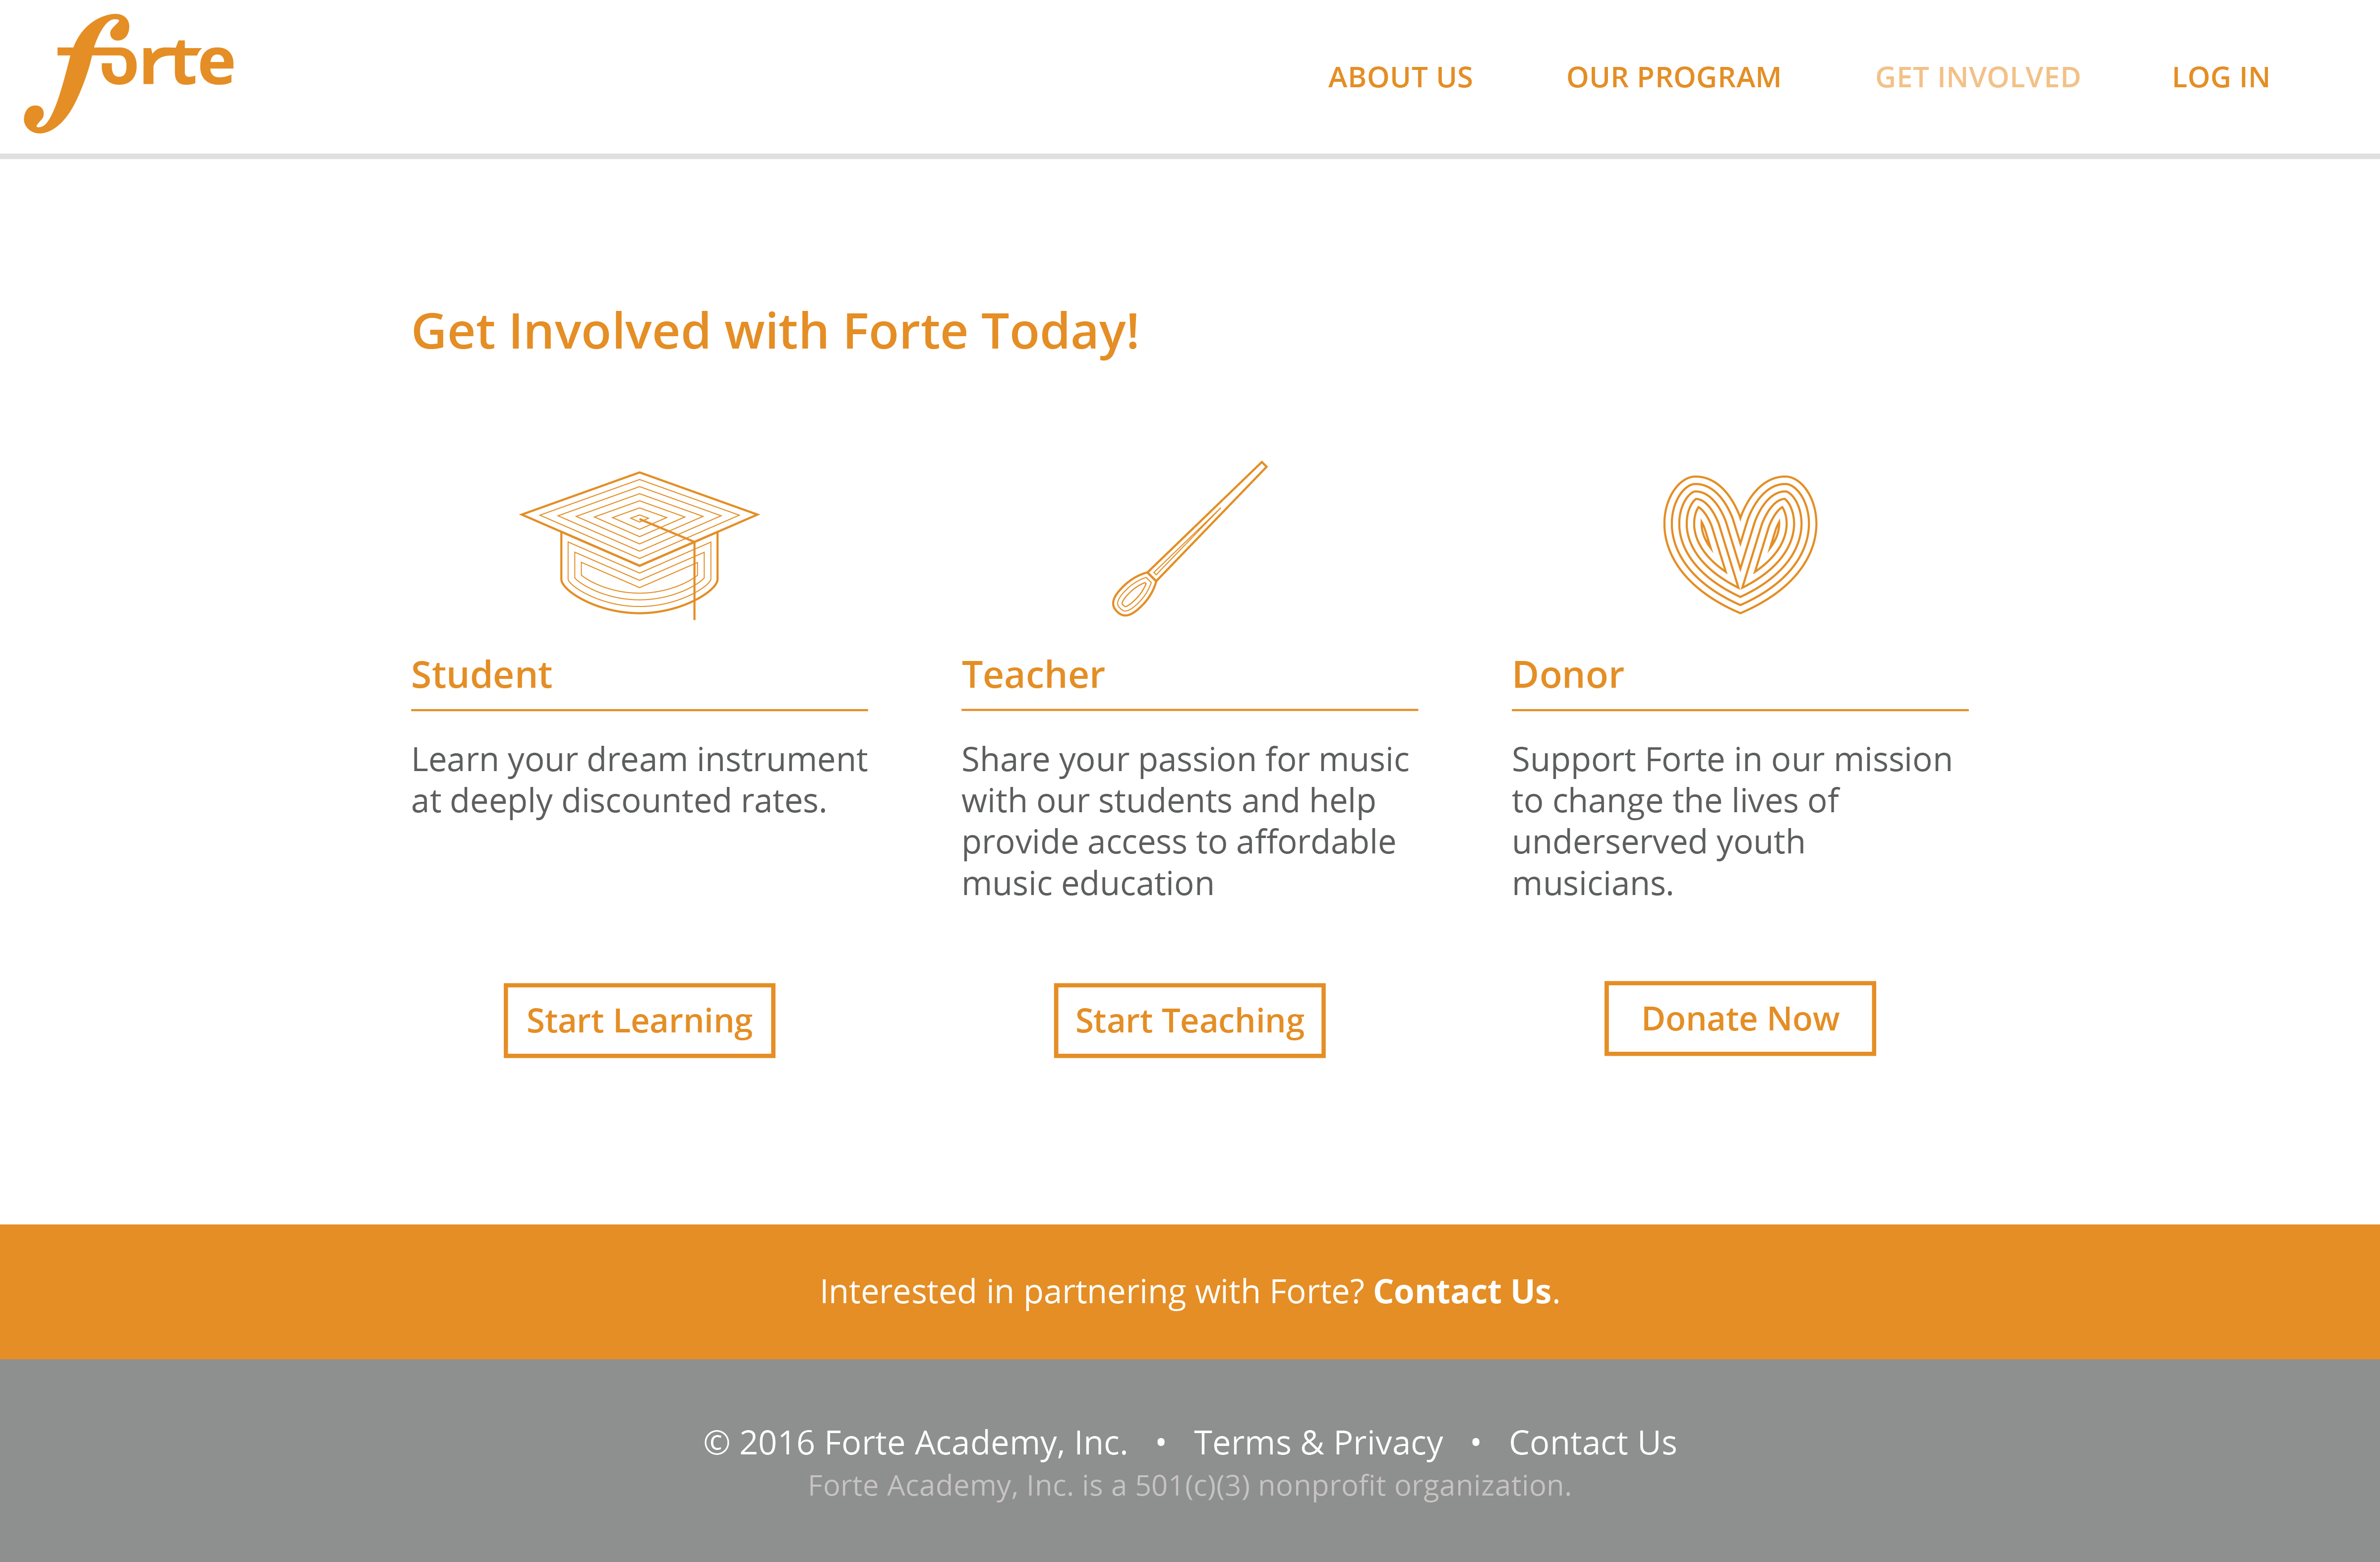 forte
ABOUT US
OUR PROGRAM
GET INVOLVED
LOG IN
Get Involved with Forte Today!
Student
Learn your dream instrument
at deeply discounted rates.
Start Learning
Teacher
Share your passion for music
with our students and help
provide access to affordable
music education
Start Teaching
Donor
Support Forte in our mission
to change the lives of
underserved youth
musicians.
Donate Now
Interested in partnering with Forte? Contact Us.
© 2016 Forte Academy, Inc. • Terms & Privacy • Contact Us
Forte Academy, Inc. is a 501(c)(3) nonprofit organization.